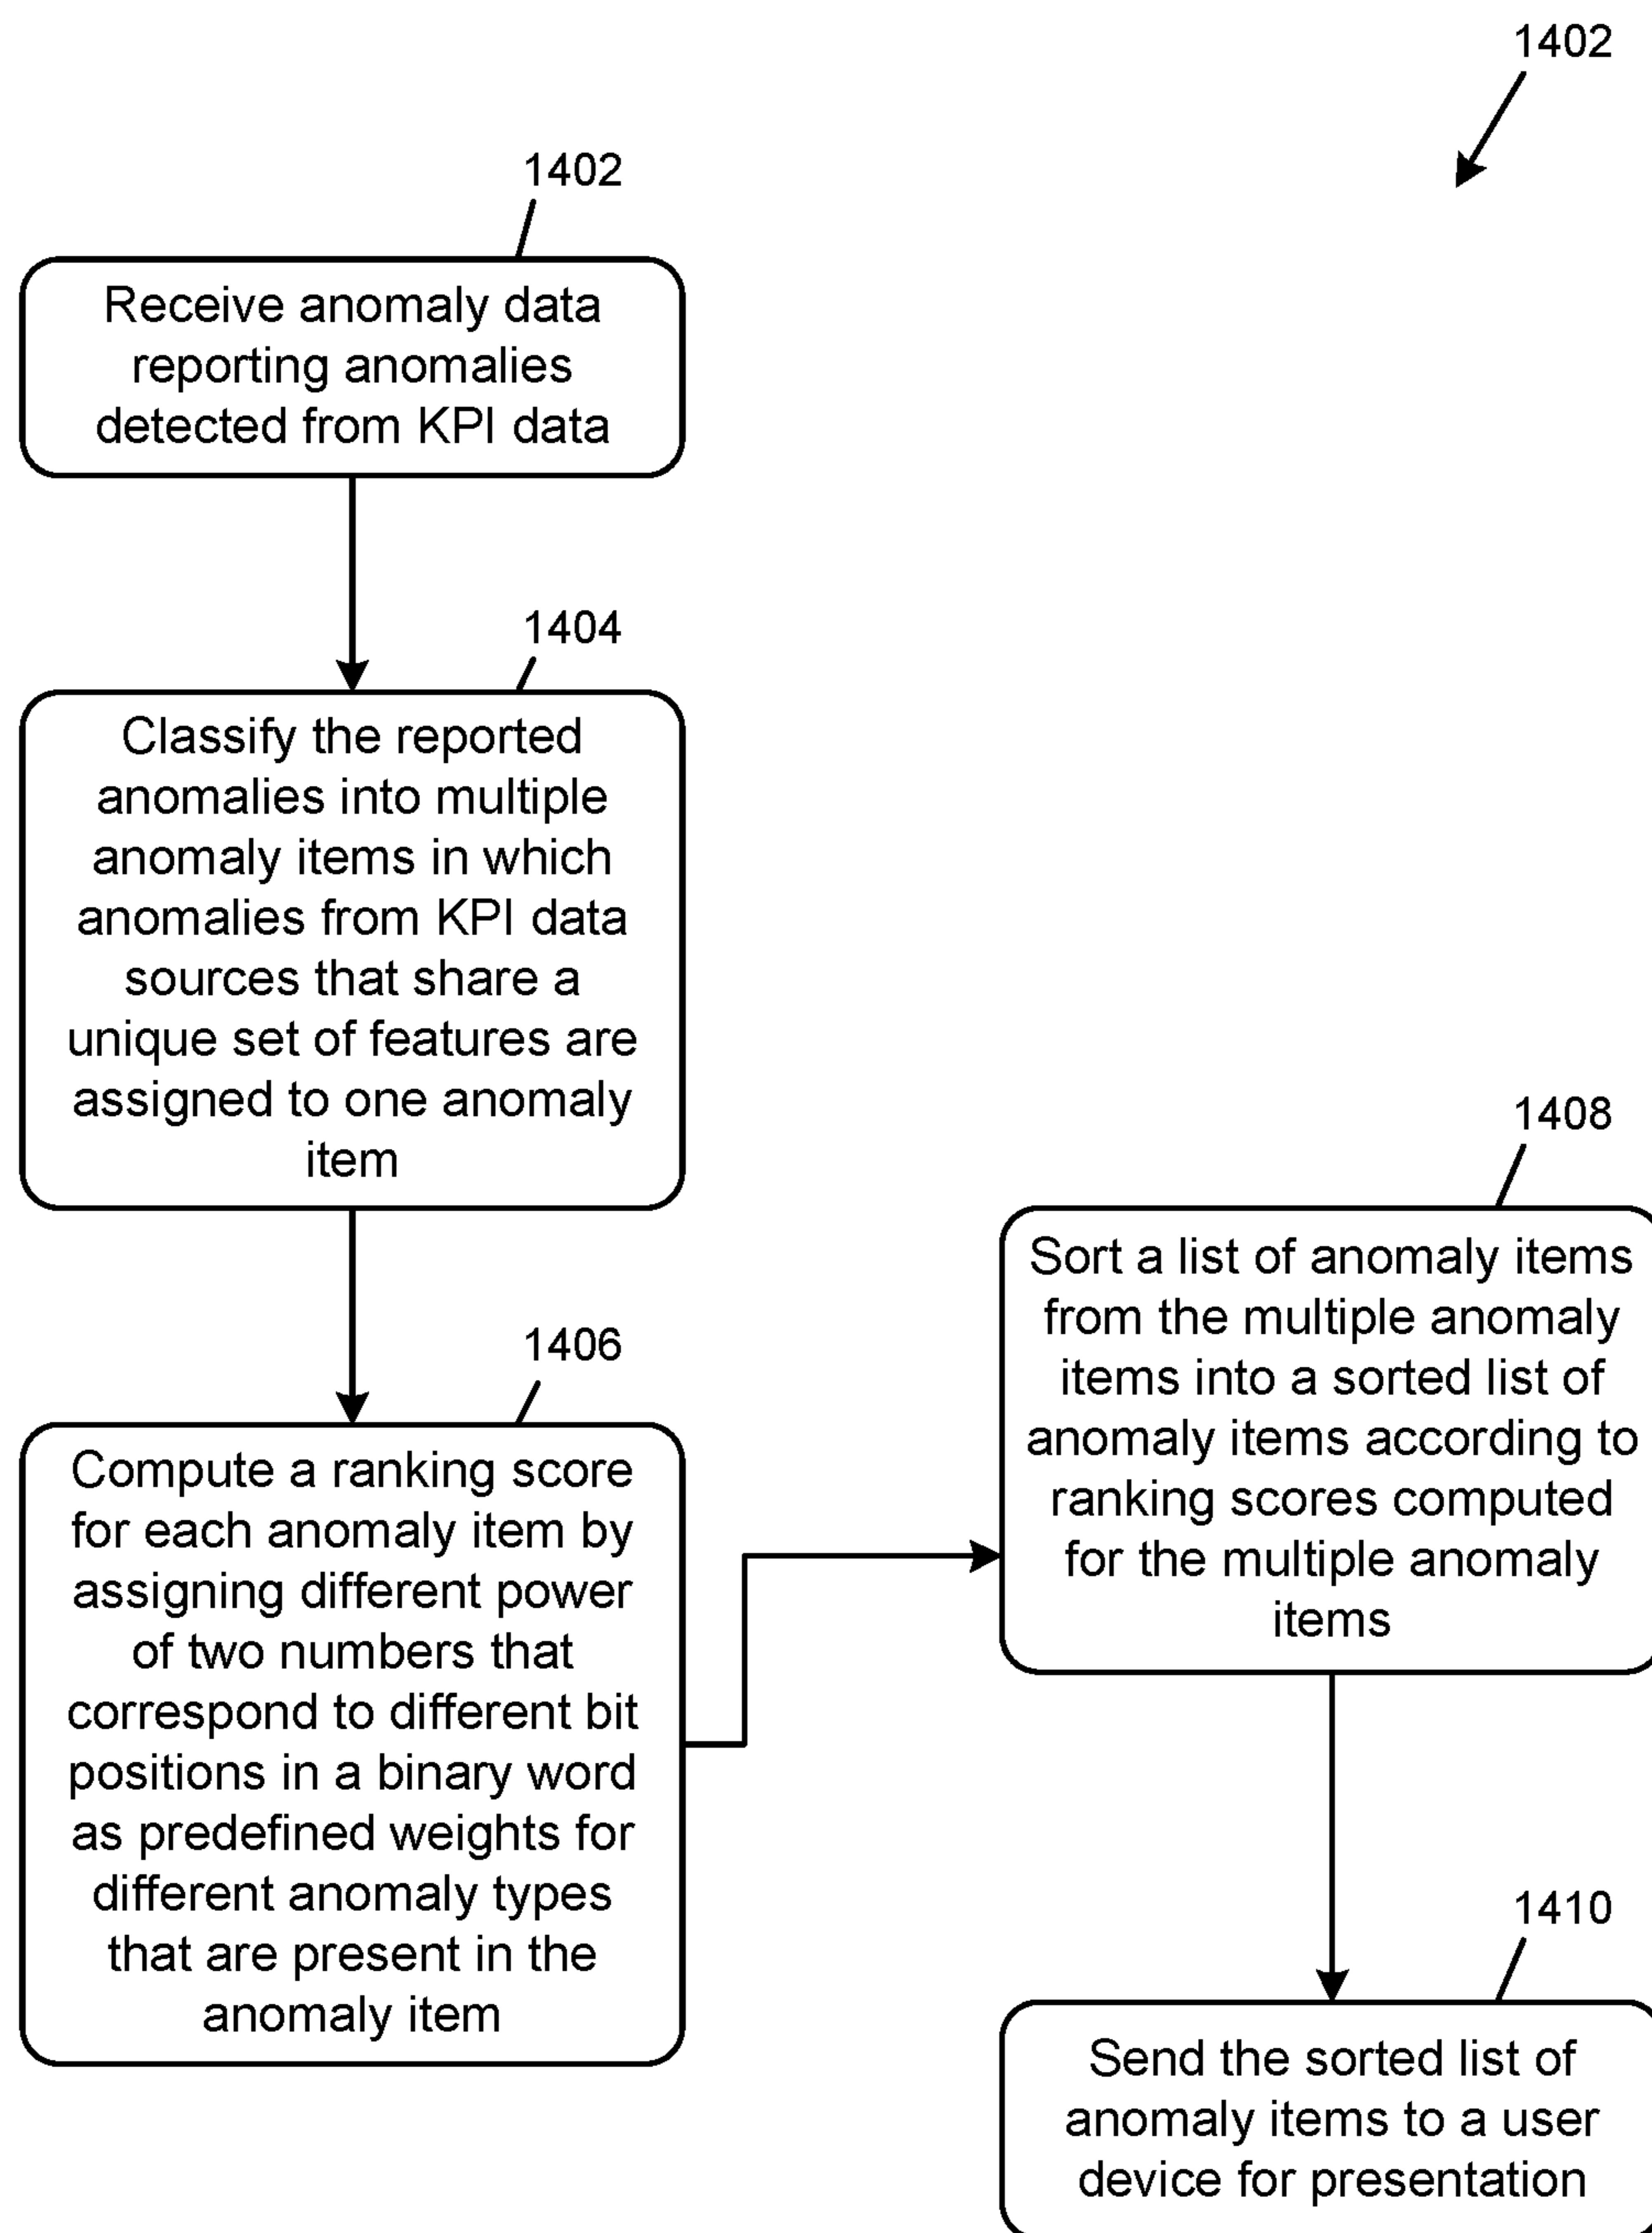 1402
1402
Receive anomaly data
reporting anomalies
detected from KPI data
1404
Classify the reported
anomalies into multiple
anomaly items in which
anomalies from KPI data
sources that share a
unique set of features are
assigned to one anomaly
item
1406
Compute a ranking score
for each anomaly item by
assigning different power
of two numbers that
correspond to different bit
positions in a binary word
as predefined weights for
different anomaly types
that are present in the
anomaly item
1408
Sort a list of anomaly items
from the multiple anomaly
items into a sorted list of
anomaly items according to
ranking scores computed
for the multiple anomaly
items
1410
Send the sorted list of
anomaly items to a user
device for presentation